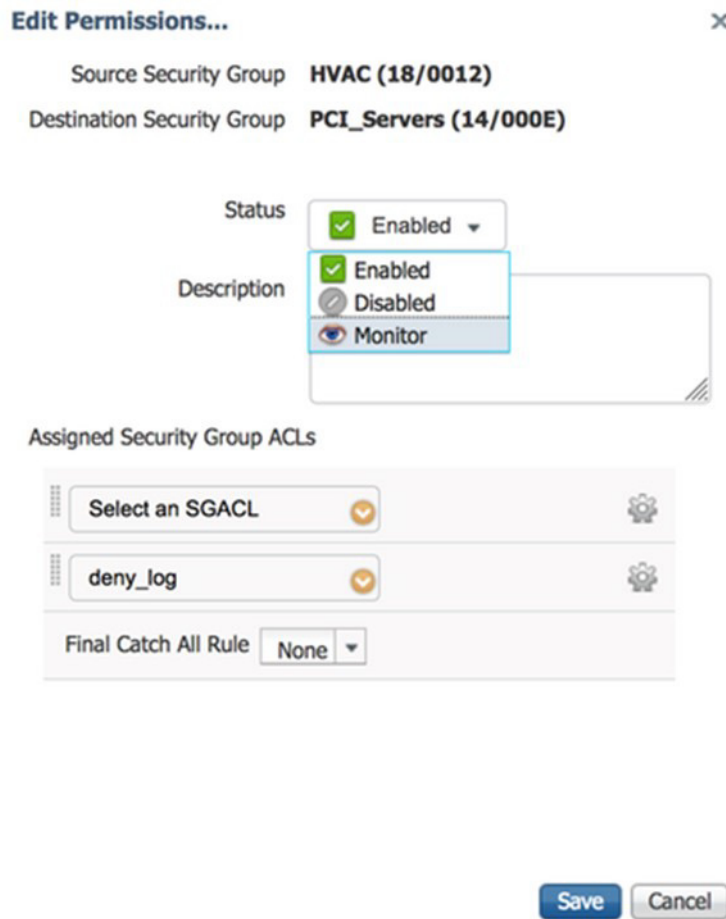 Edit Permissions...
Source Security Group HVAC (18/0012)
Destination Security Group PCI_Servers (14/000E)
Status Enabled
Enabled
Description
Disabled
Monitor
Assigned Security Group ACLs
Select an SGACL
deny_log
Final Catch All Rule None
Save Cancel